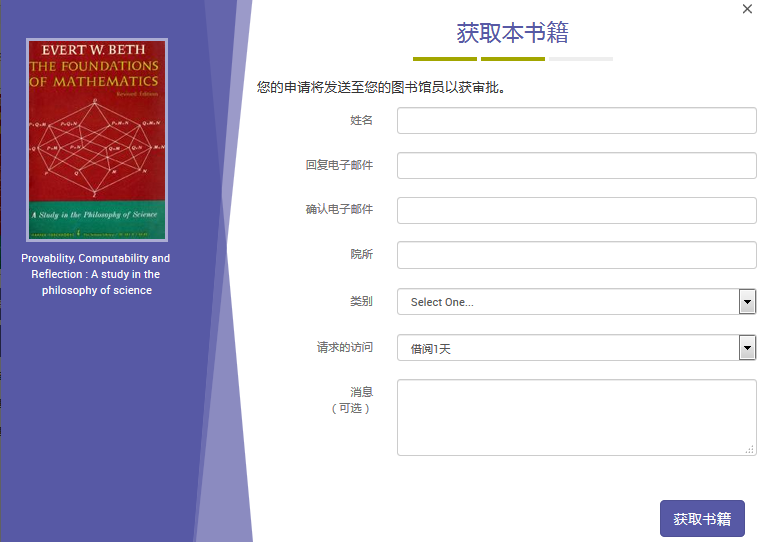 ×
获取本书籍
EVERT W. BETH
THE FOUNDATIONS
OF MATHEMATICS
Revised Edition
A Study in the Philosophy of Science
Provability, Computability and
Reflection : A study in the
philosophy of science
您的申请将发送至您的图书馆员以获审批。
姓名
回复电子邮件
确认电子邮件
院所
类别 Select One...
请求的访问 借阅1天
消息
（可选）
获取书籍